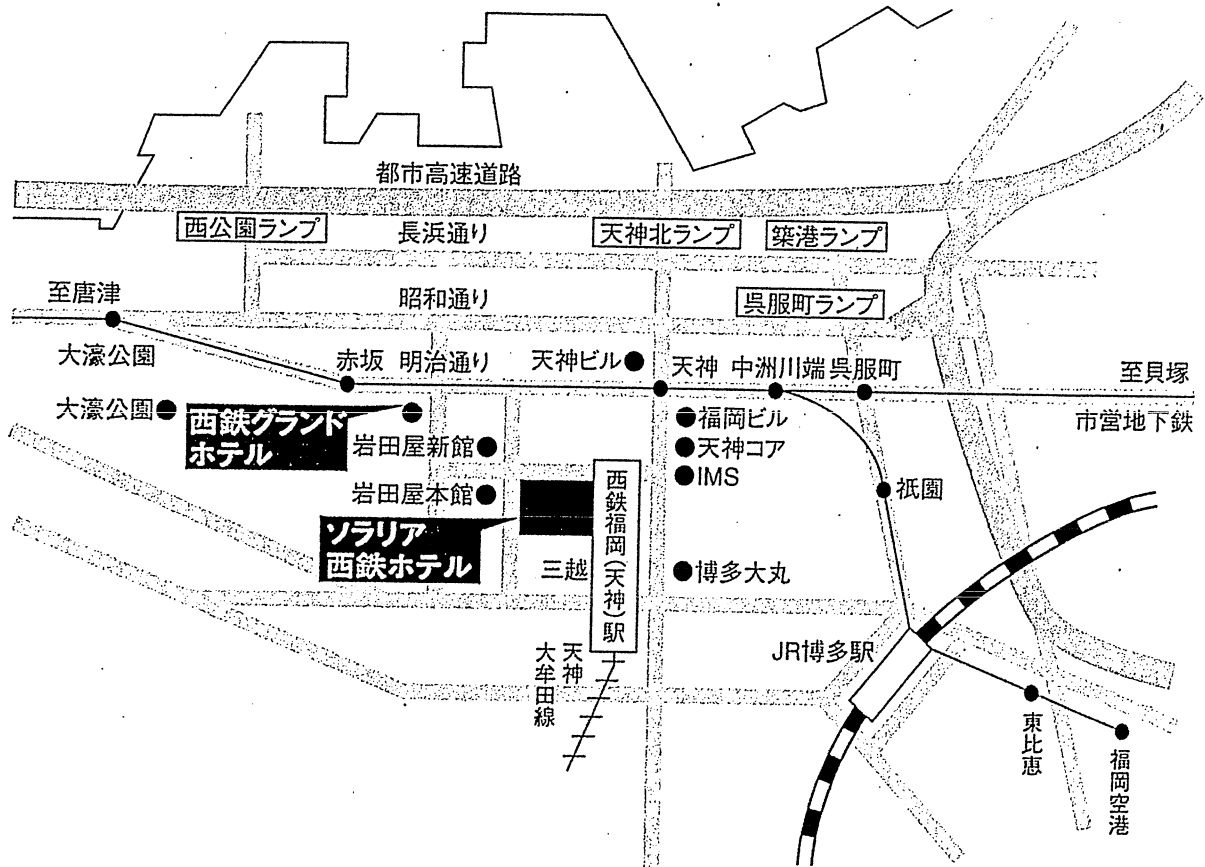 都市高速道路
西公園ランプ
長浜通り
天神北ランプ
築港ランプ
至唐津
昭和通り
呉服町ランプ
大濠公園
赤坂
明治通り
天神ビル
天神
中洲川端
呉服町
至貝塚
大濠公園
西鉄グランド
ホテル
福岡ビル
市営地下鉄
岩田屋新館
天神コア
IMS
岩田屋本館
西鉄福岡(天神)駅
祇園
ソラリア
西鉄ホテル
三越
博多大丸
JR博多駅
天神
大牟田線
東比恵
福岡空港